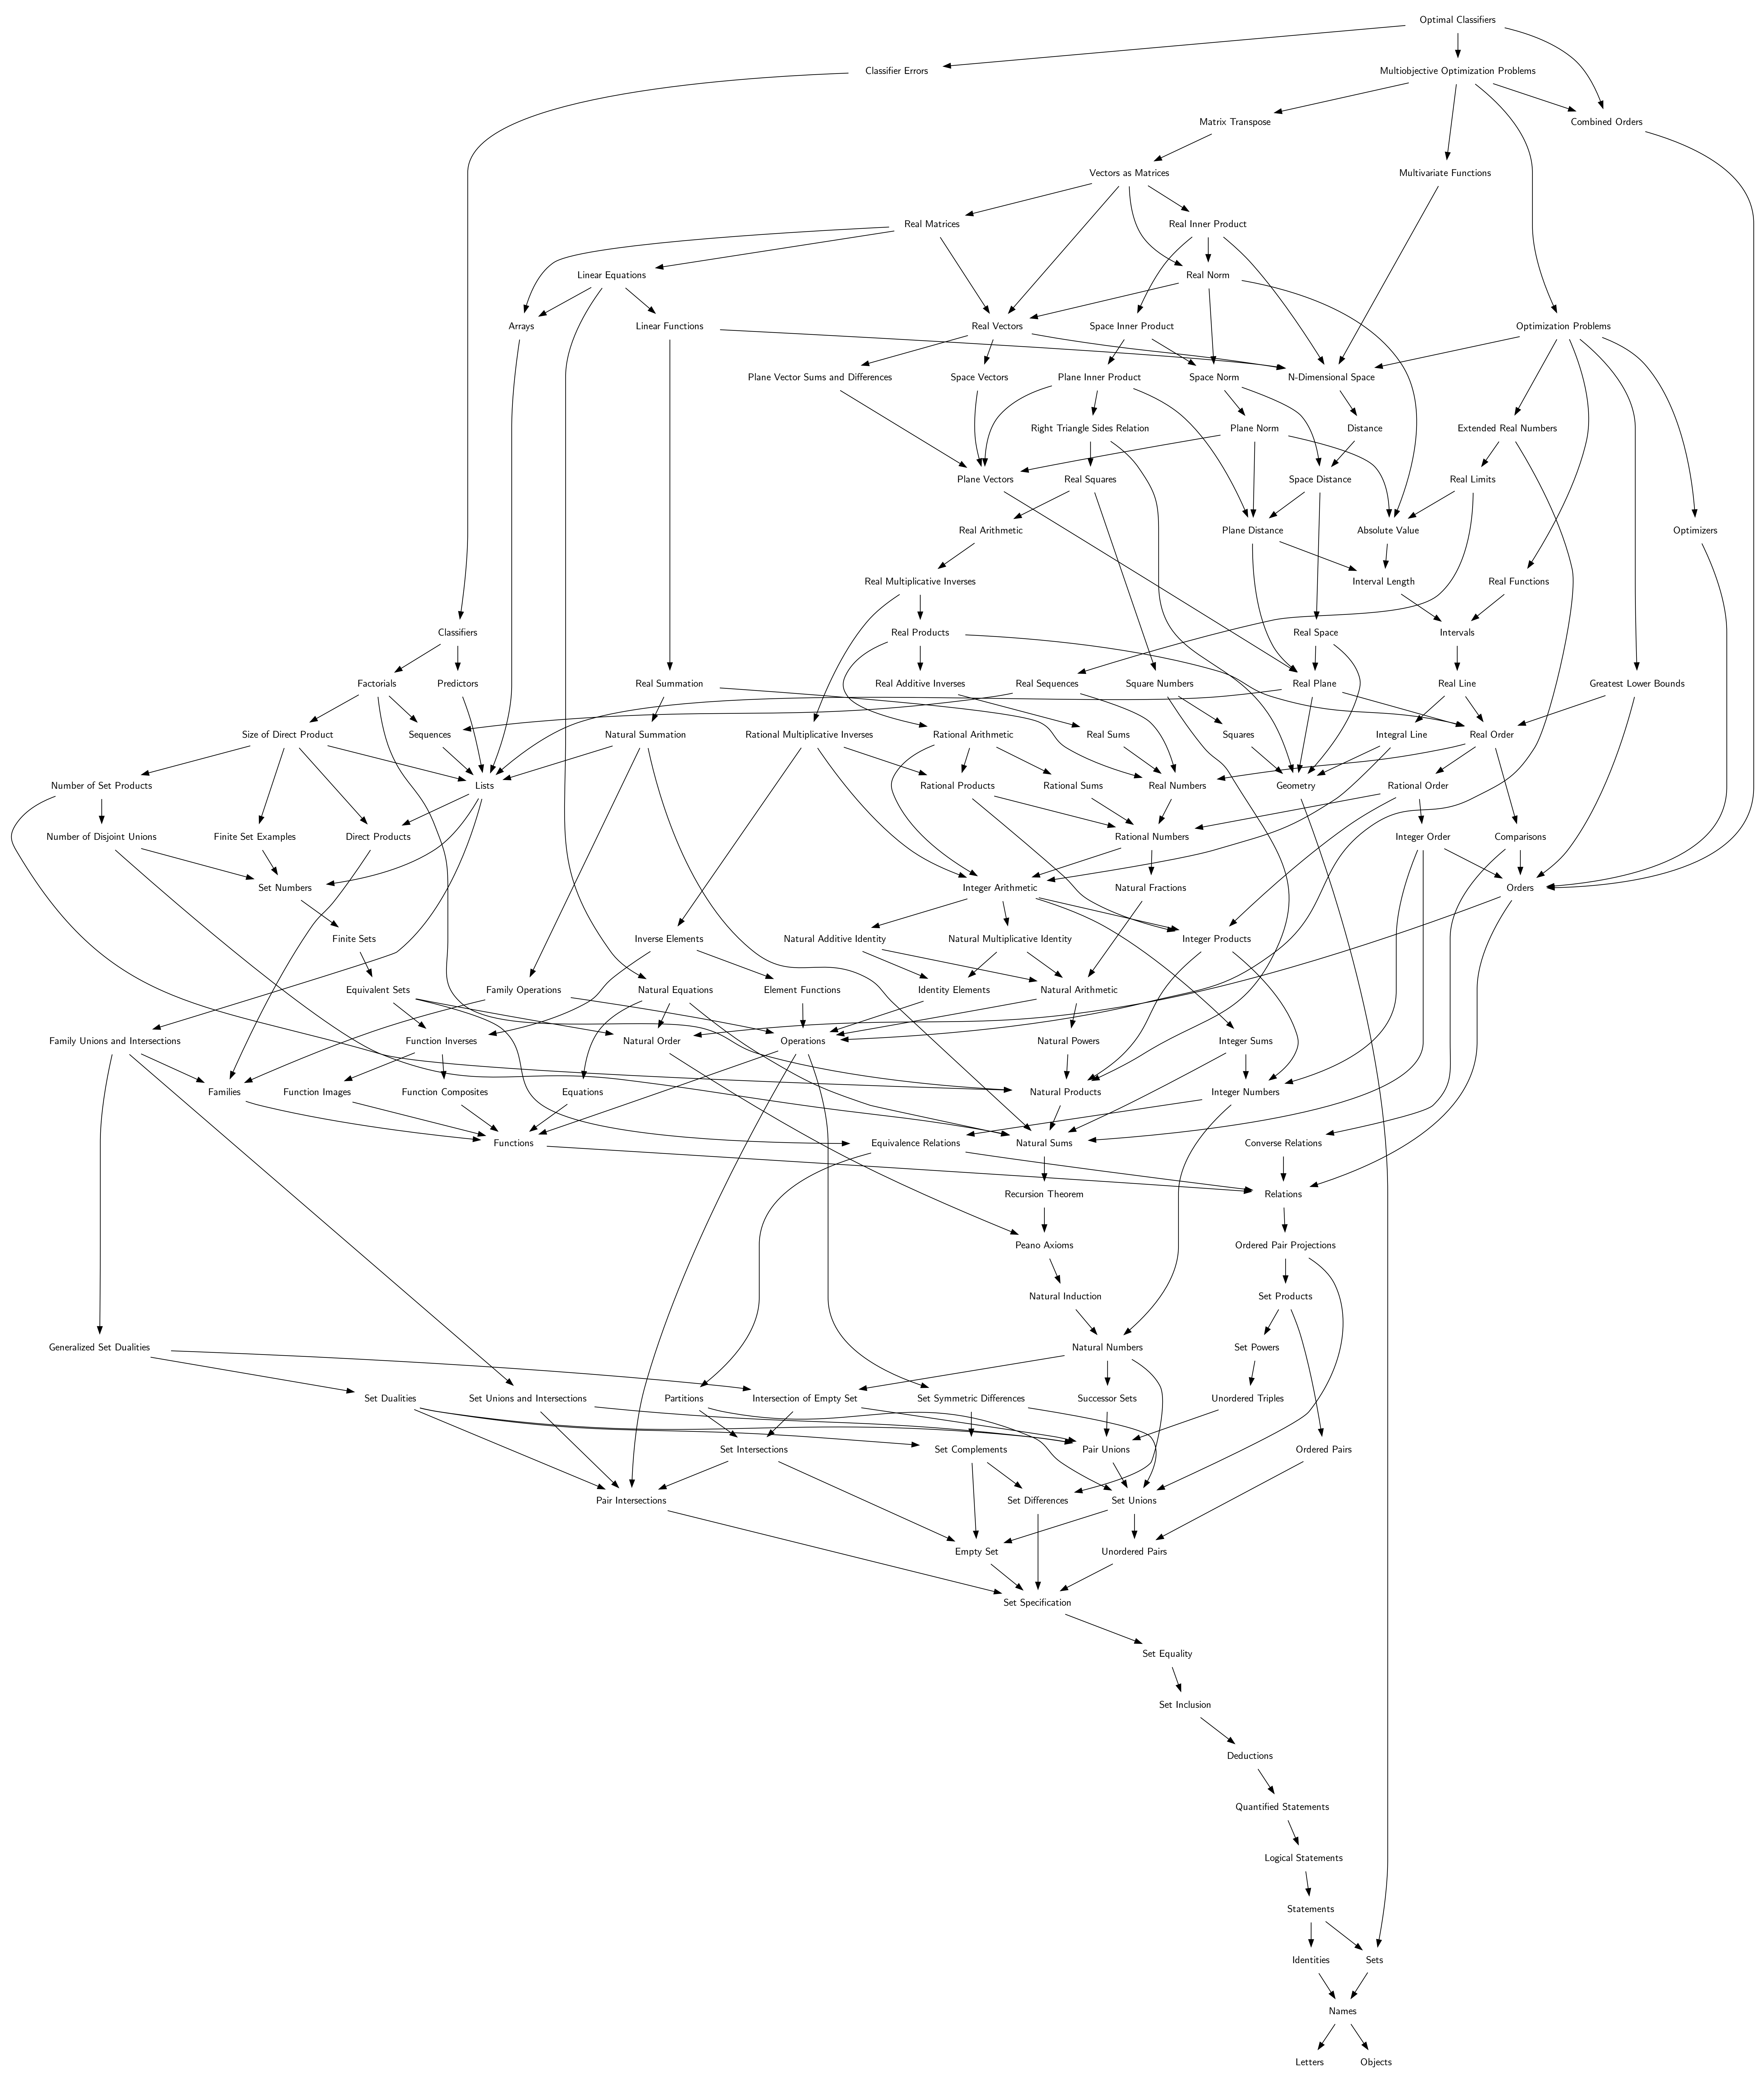 Optimal Classifiers
Classifier Errors
Multiobjective Optimization Problems
Matrix Transpose
Combined Orders
Vectors as Matrices
Multivariate Functions
Real Matrices
Real Inner Product
Linear Equations
Real Norm
Arrays
Linear Functions
Real Vectors
Space Inner Product
Optimization Problems
Plane Vector Sums and Differences
Space Vectors
Plane Inner Product
Space Norm
N-Dimensional Space
Right Triangle Sides Relation
Plane Norm
Distance
Extended Real Numbers
Plane Vectors
Real Squares
Space Distance
Real Limits
Real Arithmetic
Plane Distance
Absolute Value
Optimizers
Real Multiplicative Inverses
Interval Length
Real Functions
Classifiers
Real Products
Real Space
Intervals
Factorials
Predictors
Real Summation
Real Additive Inverses
Real Sequences
Square Numbers
Real Plane
Real Line
Greatest Lower Bounds
Size of Direct Product
Sequences
Natural Summation
Rational Multiplicative Inverses
Rational Arithmetic
Real Sums
Squares
Integral Line
Real Order
Number of Set Products
Lists
Rational Products
Rational Sums
Real Numbers
Geometry
Rational Order
Number of Disjoint Unions
Finite Set Examples
Direct Products
Rational Numbers
Integer Order
Comparisons
Set Numbers
Integer Arithmetic
Natural Fractions
Orders
Finite Sets
Inverse Elements
Natural Additive Identity
Natural Multiplicative Identity
Integer Products
Equivalent Sets
Family Operations
Natural Equations
Element Functions
Identity Elements
Natural Arithmetic
Family Unions and Intersections
Function Inverses
Natural Order
Operations
Natural Powers
Integer Sums
Families
Function Images
Function Composites
Equations
Natural Products
Integer Numbers
Functions
Equivalence Relations
Natural Sums
Converse Relations
Recursion Theorem
Relations
Peano Axioms
Ordered Pair Projections
Natural Induction
Set Products
Generalized Set Dualities
Natural Numbers
Set Powers
Set Dualities
Set Unions and Intersections
Partitions
Intersection of Empty Set
Set Symmetric Differences
Successor Sets
Unordered Triples
Set Intersections
Set Complements
Pair Unions
Ordered Pairs
Pair Intersections
Set Differences
Set Unions
Empty Set
Unordered Pairs
Set Specification
Set Equality
Set Inclusion
Deductions
Quantified Statements
Logical Statements
Statements
Identities
Sets
Names
Letters
Objects